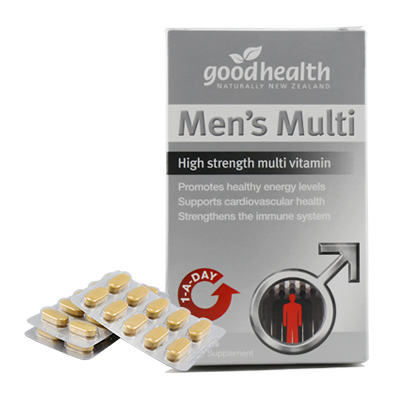 goodhealth
NATURALLY NEW ZEALAND
Men's Multi
High strength multi vitamin
Promotes healthy energy levels
Supports cardiovascular health
Strengthens the immune system
1-A-DAY
Supplement